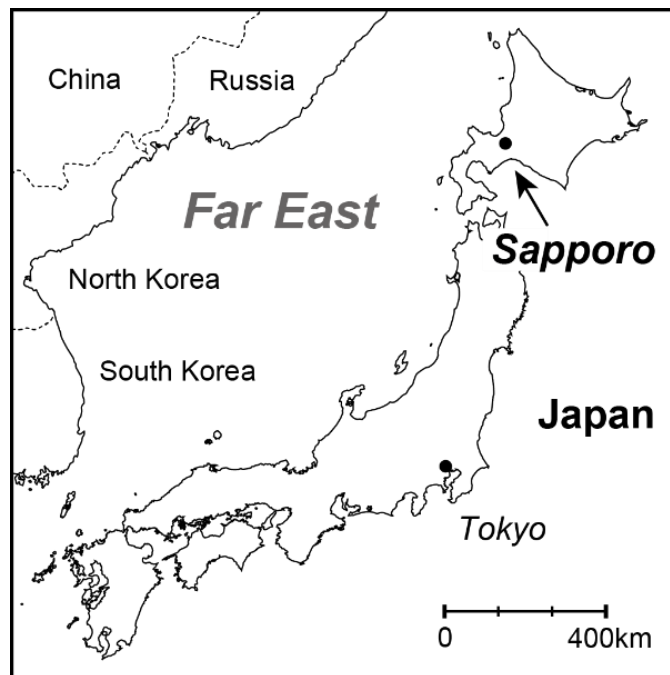 China
Russia
Far East
Sapporo
North Korea
South Korea
Japan
Tokyo
0 400km